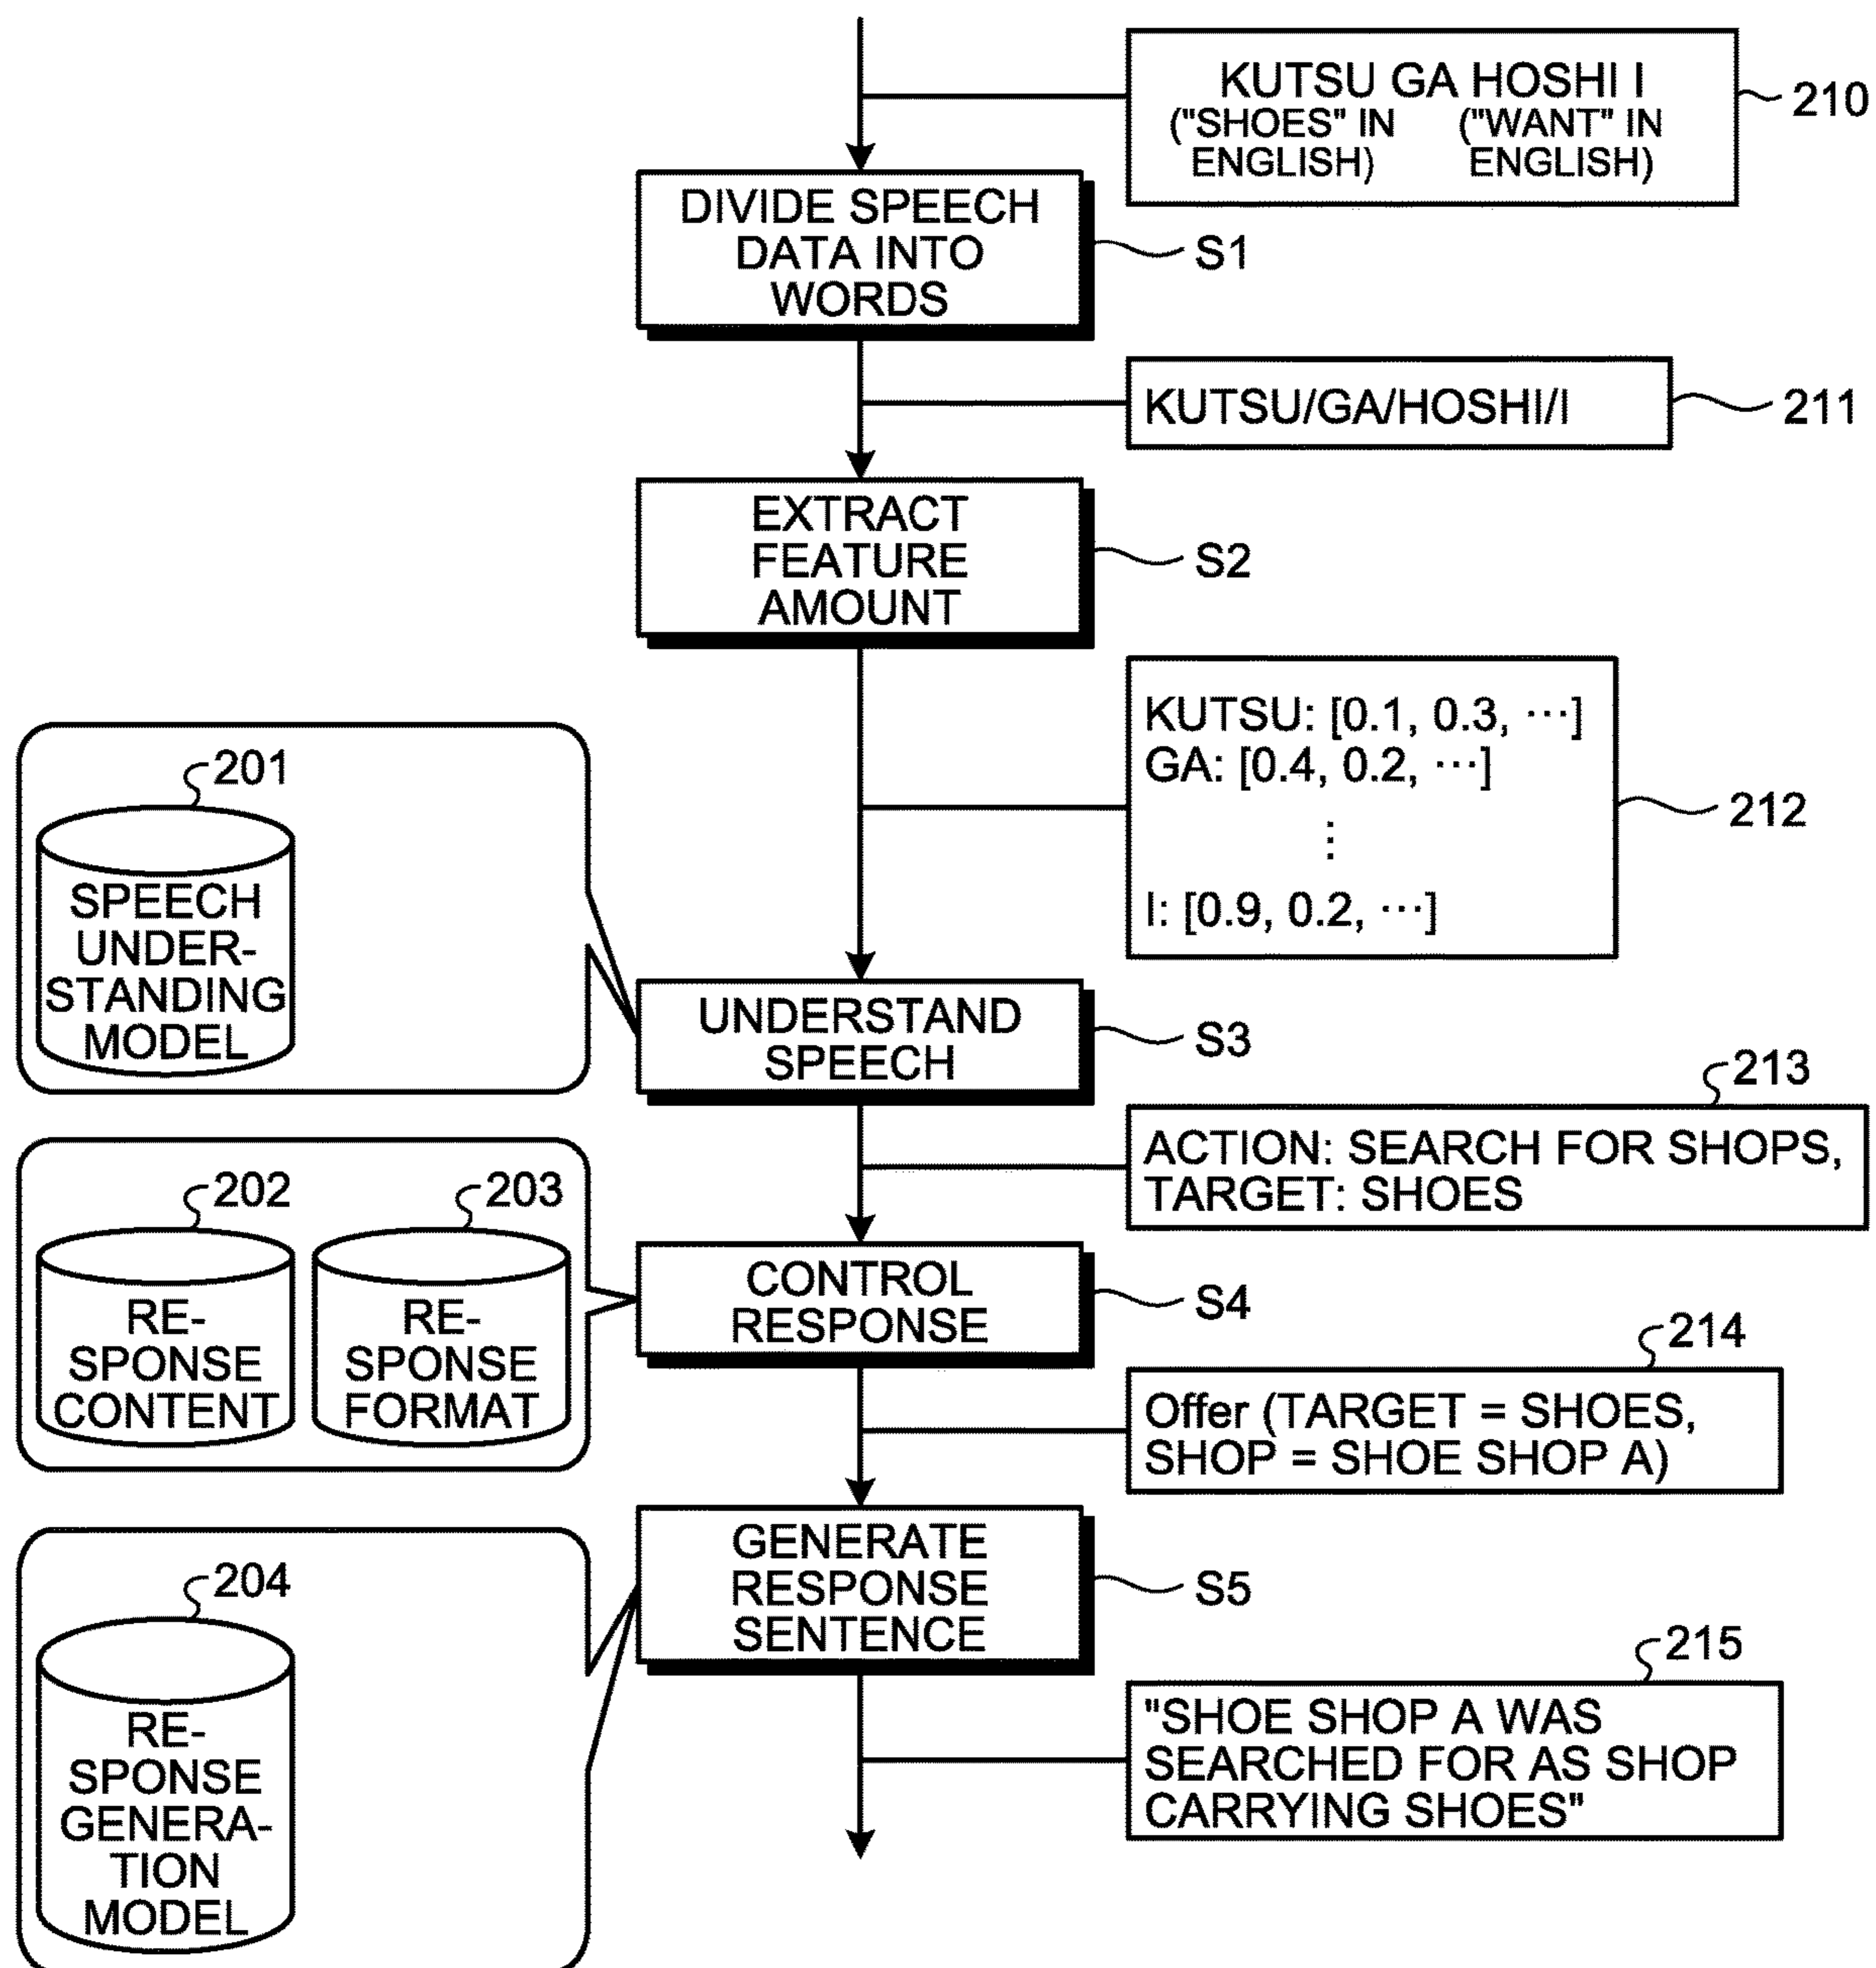 KUTSU GA HOSHI I
("SHOES" IN ("WANT" IN
ENGLISH) ENGLISH)
210
DIVIDE SPEECH
DATA INTO
WORDS
S1
KUTSU/GA/HOSHI/I
211
EXTRACT
FEATURE
AMOUNT
S2
KUTSU: [0.1, 0.3, ···]
GA: [0.4, 0.2, ···]
⋮
I: [0.9, 0.2, ···]
212
201
SPEECH
UNDER-
STANDING
MODEL
UNDERSTAND
SPEECH
S3
213
ACTION: SEARCH FOR SHOPS,
TARGET: SHOES
202
RE-
SPONSE
CONTENT
203
RE-
SPONSE
FORMAT
CONTROL
RESPONSE
S4
214
Offer (TARGET = SHOES,
SHOP = SHOE SHOP A)
204
RE-
SPONSE
GENERA-
TION
MODEL
GENERATE
RESPONSE
SENTENCE
S5
215
"SHOE SHOP A WAS
SEARCHED FOR AS SHOP
CARRYING SHOES"